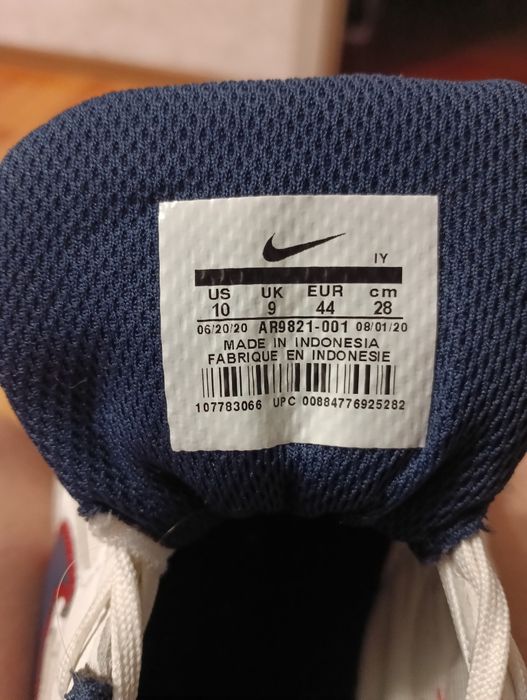 IY
US UK EUR cm
10 9 44 28
06/20/20 AR9821-001 08/01/20
MADE IN INDONESIA
FABRIQUE EN INDONESIE
107783066 UPC 00884776925282